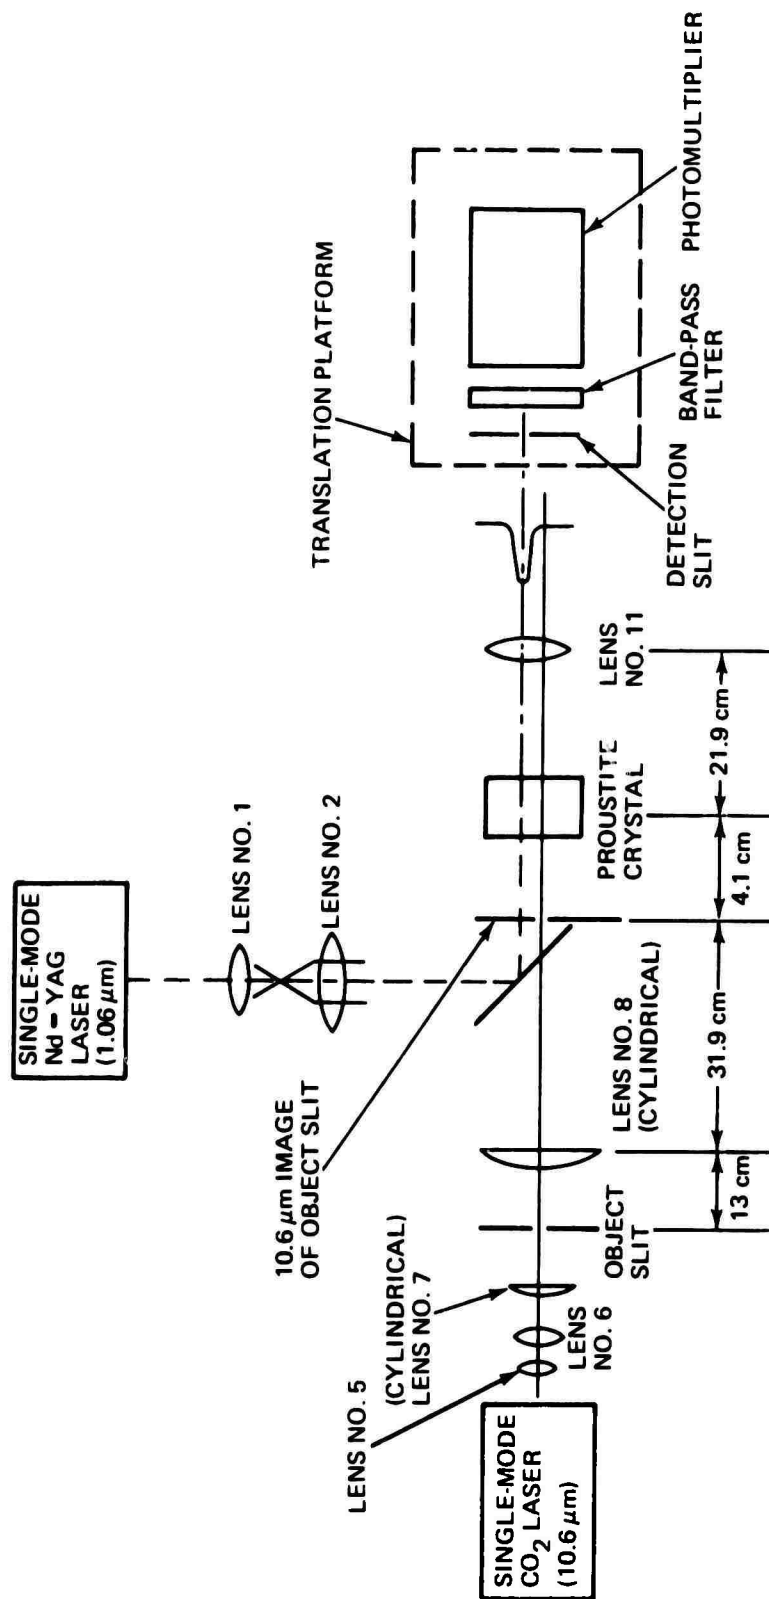 SINGLE-MODE
Nd = YAG
LASER
(1.06 μm)
LENS NO. 1
LENS NO. 2
10.6 μm IMAGE
OF OBJECT SLIT
TRANSLATION PLATFORM
LENS NO. 5
(CYLINDRICAL)
LENS NO. 7
SINGLE-MODE
CO2 LASER
(10.6 μm)
LENS
NO. 6
OBJECT
SLIT
LENS NO. 8
(CYLINDRICAL)
PROUSTITE
CRYSTAL
LENS
NO. 11
DETECTION
SLIT
BAND-PASS
FILTER
PHOTOMULTIPLIER
13 cm
31.9 cm
4.1 cm
21.9 cm